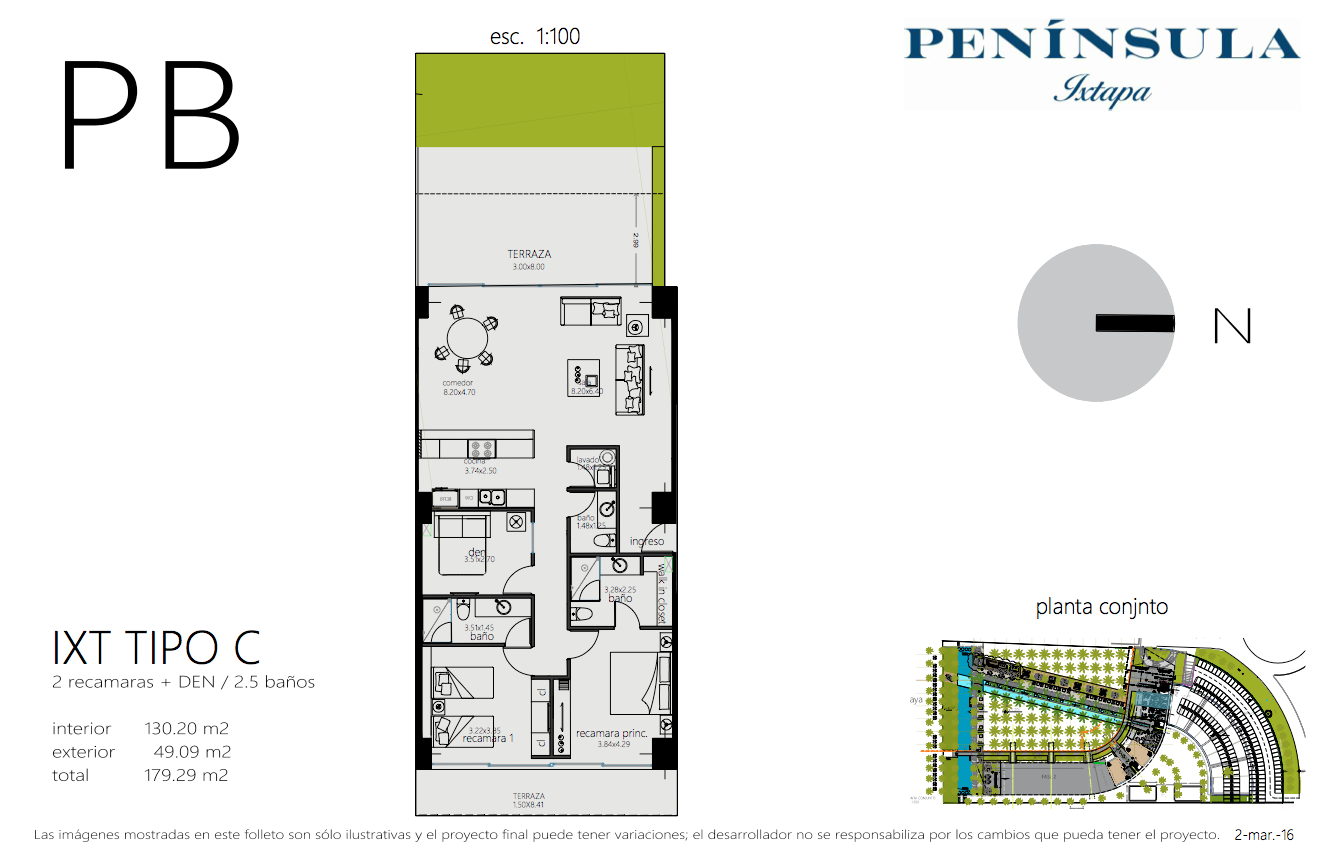 esc. 1:100
PENÍNSULA
Ixtapa
PB
2.99
TERRAZA
3.00x8.00
N
comedor
8.20x4.70
8.20x6.40
cocina
3.74x2.50
lavado
baño
1.48x1.25
ingreso
den
3.51x2.70
walk in closet
3.28x2.25
baño
3.51x1.45
baño
planta conjnto
IXT TIPO C
2 recamaras + DEN / 2.5 baños
interior 130.20 m2
exterior 49.09 m2
total 179.29 m2
cl
cl
3.22x3.35
recamara 1
recamara princ.
3.84x4.29
aya
TERRAZA
1.50X8.41
Las imágenes mostradas en este folleto son sólo ilustrativas y el proyecto final puede tener variaciones; el desarrollador no se responsabiliza por los cambios que pueda tener el proyecto. 2-mar.-16